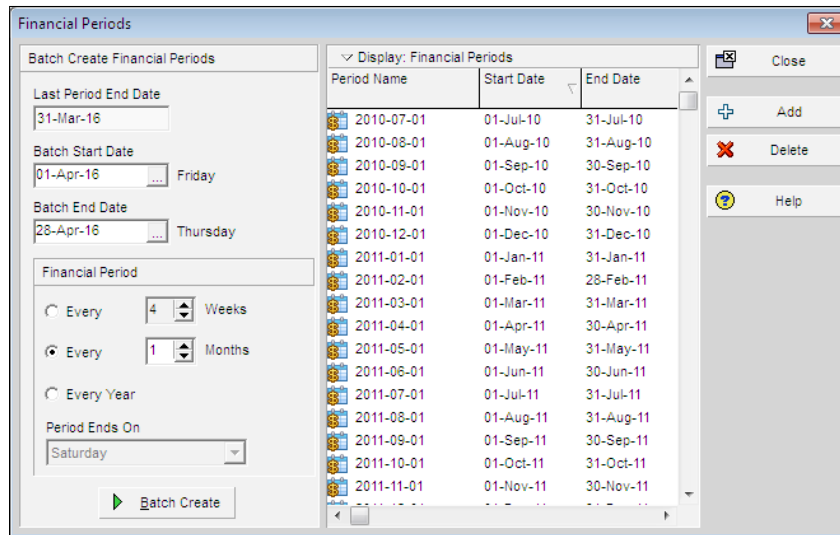 Financial Periods
Batch Create Financial Periods
Last Period End Date
31-Mar-16
Batch Start Date
01-Apr-16 ... Friday
Batch End Date
28-Apr-16 ... Thursday
Financial Period
Every 4 Weeks
Every 1 Months
Every Year
Period Ends On
Saturday
Batch Create
Display: Financial Periods
Period Name Start Date End Date
2010-07-01 01-Jul-10 31-Jul-10
2010-08-01 01-Aug-10 31-Aug-10
2010-09-01 01-Sep-10 30-Sep-10
2010-10-01 01-Oct-10 31-Oct-10
2010-11-01 01-Nov-10 30-Nov-10
2010-12-01 01-Dec-10 31-Dec-10
2011-01-01 01-Jan-11 31-Jan-11
2011-02-01 01-Feb-11 28-Feb-11
2011-03-01 01-Mar-11 31-Mar-11
2011-04-01 01-Apr-11 30-Apr-11
2011-05-01 01-May-11 31-May-11
2011-06-01 01-Jun-11 30-Jun-11
2011-07-01 01-Jul-11 31-Jul-11
2011-08-01 01-Aug-11 31-Aug-11
2011-09-01 01-Sep-11 30-Sep-11
2011-10-01 01-Oct-11 31-Oct-11
2011-11-01 01-Nov-11 30-Nov-11
Close
Add
Delete
Help